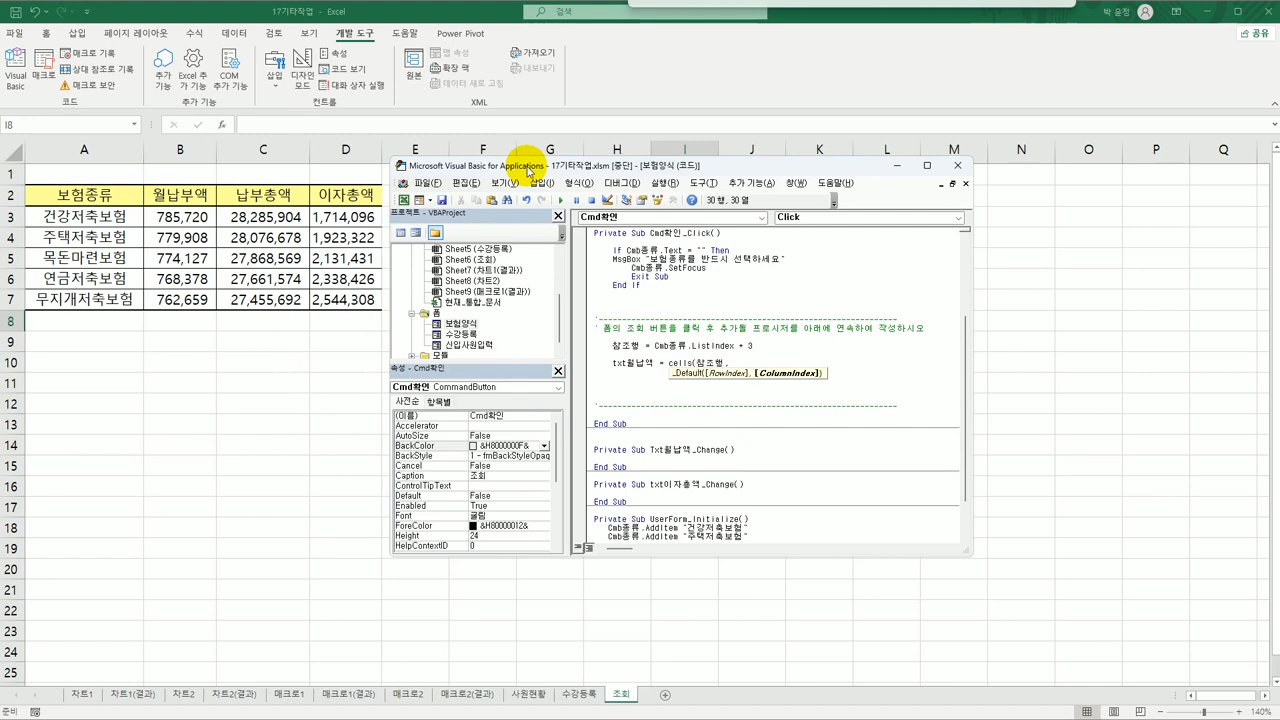 17기타작업 - Excel
검색
박 윤정
파일 홈 삽입 페이지 레이아웃 수식 데이터 검토 보기 개발 도구 도움말 Power Pivot
공유
Visual Basic
매크로
매크로 기록
상대 참조로 기록
매크로 보안
코드
추가 기능
Excel 추가 기능
COM 추가 기능
추가 기능
삽입
디자인 모드
속성
코드 보기
대화 상자 실행
컨트롤
원본
맵 속성
확장 팩
데이터 새로 고침
가져오기
내보내기
XML
I8
A B C D E F G H I J K L M N O P Q
1
2 보험종류 월납부액 납부총액 이자총액
3 건강저축보험 785,720 28,285,904 1,714,096
4 주택저축보험 779,908 28,076,678 1,923,322
5 목돈마련보험 774,127 27,868,569 2,131,431
6 연금저축보험 768,378 27,661,574 2,338,426
7 무지개저축보험 762,659 27,455,692 2,544,308
8
9
10
11
12
13
14
15
16
17
18
19
20
21
22
23
24
25
Microsoft Visual Basic for Applications - 17기타작업.xlsm [중단] - [보험양식 (코드)]
파일(F) 편집(E) 보기(V) 삽입(I) 형식(O) 디버그(D) 실행(R) 도구(T) 추가 기능(A) 창(W) 도움말(H)
30행, 30열
프로젝트 - VBAProject
Sheet5 (수강등록)
Sheet6 (조회)
Sheet7 (차트1(결과))
Sheet8 (차트2)
Sheet9 (매크로1(결과))
현재_통합_문서
폼
보험양식
수강등록
신입사원입력
모듈
속성 - Cmd확인
Cmd확인 CommandButton
사전순 항목별
(이름) Cmd확인
Accelerator
AutoSize False
BackColor &H8000000F&
BackStyle 1 - fmBackStyleOpaq
Cancel False
Caption 조회
ControlTipText
Default False
Enabled True
Font 굴림
ForeColor &H80000012&
Height 24
HelpContextID 0
Cmd확인
Click
Private Sub Cmd확인_Click()
If Cmb종류.Text = "" Then
MsgBox "보험종류를 반드시 선택하세요"
Cmb종류.SetFocus
Exit Sub
End If
'----------------------------------------------------------
' 폼의 조회 버튼을 클릭 후 추가될 프로시저를 아래에 연속하여 작성하시오
참조행 = Cmb종류.ListIndex + 3
txt월납액 = cells(참조행,
_Default([RowIndex], [ColumnIndex])
'----------------------------------------------------------
End Sub
Private Sub Txt월납액_Change()
End Sub
Private Sub txt이자총액_Change()
End Sub
Private Sub UserForm_Initialize()
Cmb종류.AddItem "건강저축보험"
Cmb종류.AddItem "주택저축보험"
차트1 차트1(결과) 차트2 차트2(결과) 매크로1 매크로1(결과) 매크로2 매크로2(결과) 사원현황 수강등록 조회
준비
140%